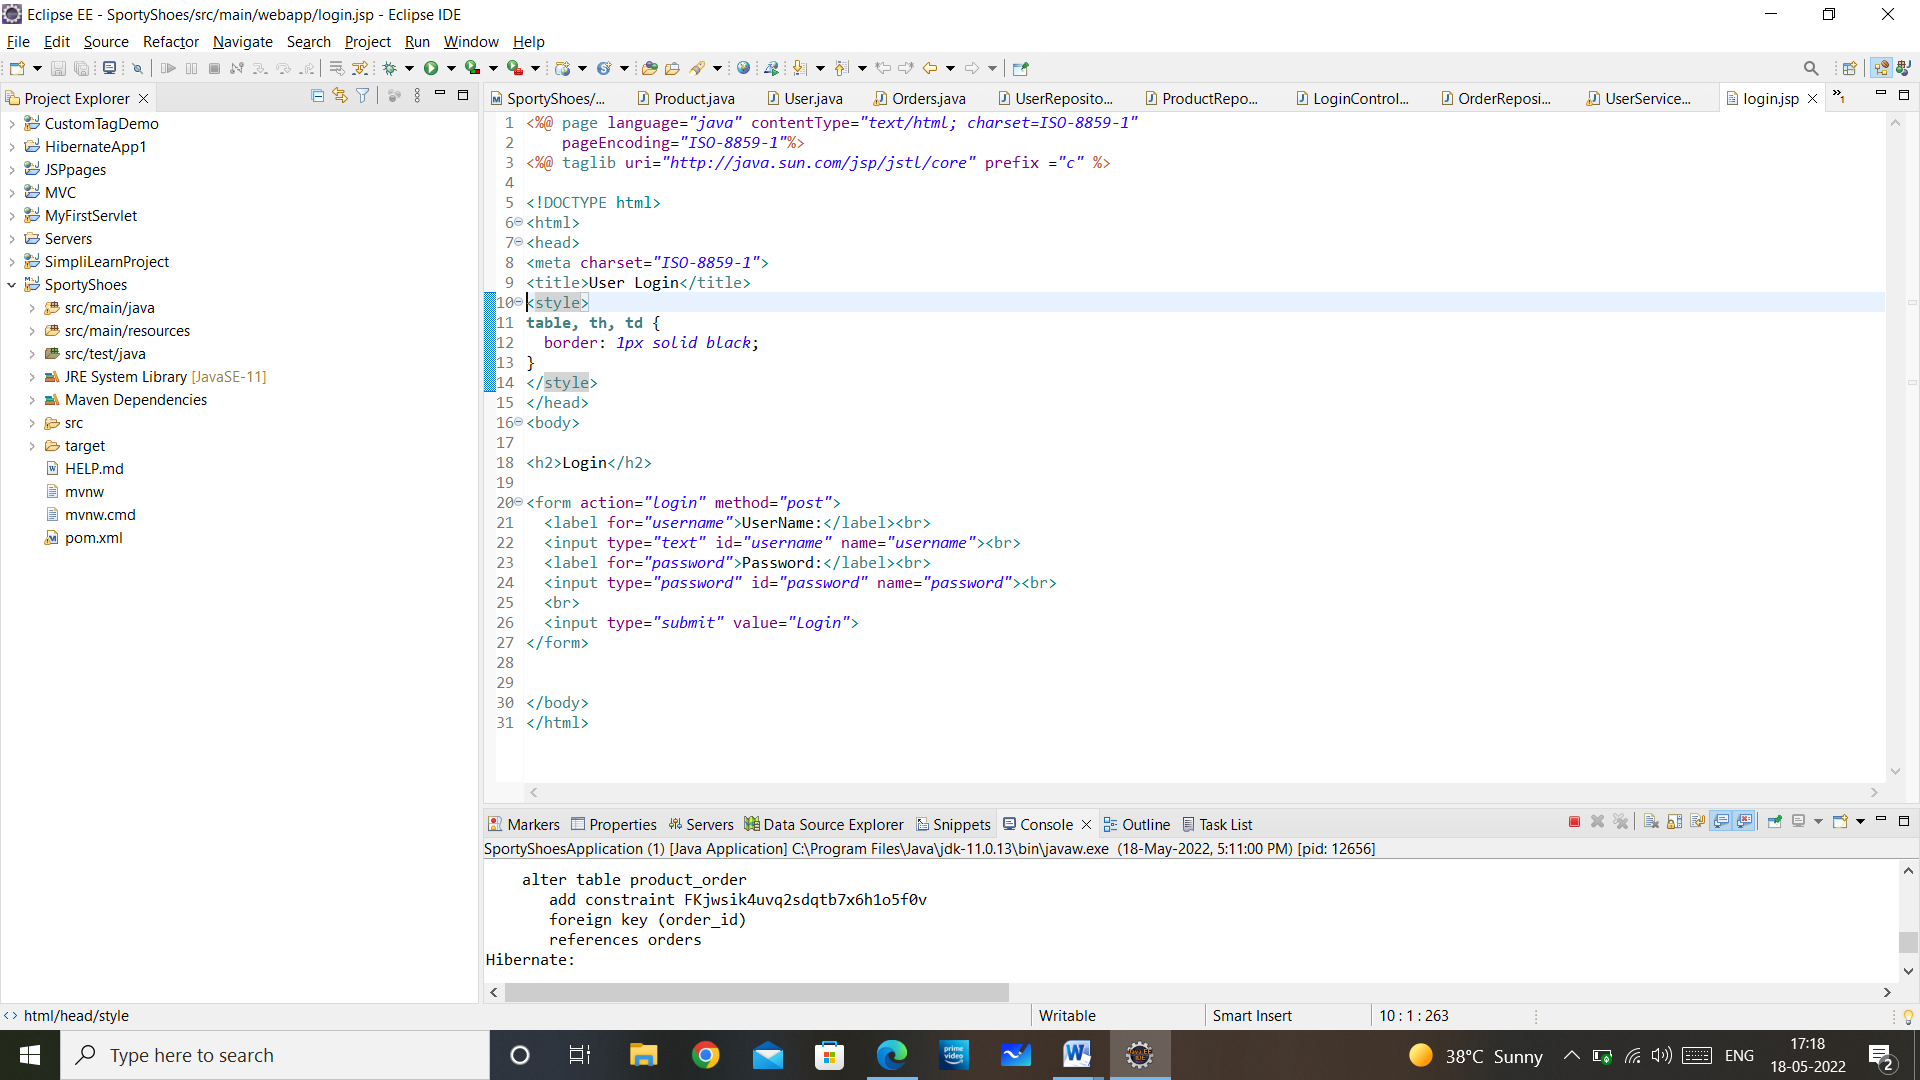 Eclipse EE - SportyShoes/src/main/webapp/login.jsp - Eclipse IDE
File Edit Source Refactor Navigate Search Project Run Window Help
Project Explorer
CustomTagDemo
HibernateApp1
JSPpages
MVC
MyFirstServlet
Servers
SimpliLearnProject
SportyShoes
src/main/java
src/main/resources
src/test/java
JRE System Library [JavaSE-11]
Maven Dependencies
src
target
HELP.md
mvnw
mvnw.cmd
pom.xml
SportyShoes/... Product.java User.java Orders.java UserReposito... ProductRepo... LoginControl... OrderReposi... UserService... login.jsp »1
1 <%@ page language="java" contentType="text/html; charset=ISO-8859-1"
2 pageEncoding="ISO-8859-1"%>
3 <%@ taglib uri="http://java.sun.com/jsp/jstl/core" prefix ="c" %>
4
5 <!DOCTYPE html>
6 <html>
7 <head>
8 <meta charset="ISO-8859-1">
9 <title>User Login</title>
10 <style>
11 table, th, td {
12 border: 1px solid black;
13 }
14 </style>
15 </head>
16 <body>
17
18 <h2>Login</h2>
19
20 <form action="login" method="post">
21 <label for="username">UserName:</label><br>
22 <input type="text" id="username" name="username"><br>
23 <label for="password">Password:</label><br>
24 <input type="password" id="password" name="password"><br>
25 <br>
26 <input type="submit" value="Login">
27 </form>
28
29
30 </body>
31 </html>
Markers Properties Servers Data Source Explorer Snippets Console Outline Task List
SportyShoesApplication (1) [Java Application] C:\Program Files\Java\jdk-11.0.13\bin\javaw.exe (18-May-2022, 5:11:00 PM) [pid: 12656]
alter table product_order
add constraint FKjwsik4uvq2sdqtb7x6h1o5f0v
foreign key (order_id)
references orders
Hibernate:
html/head/style Writable Smart Insert 10 : 1 : 263
Type here to search
prime video
38°C Sunny ENG 17:18
18-05-2022
2